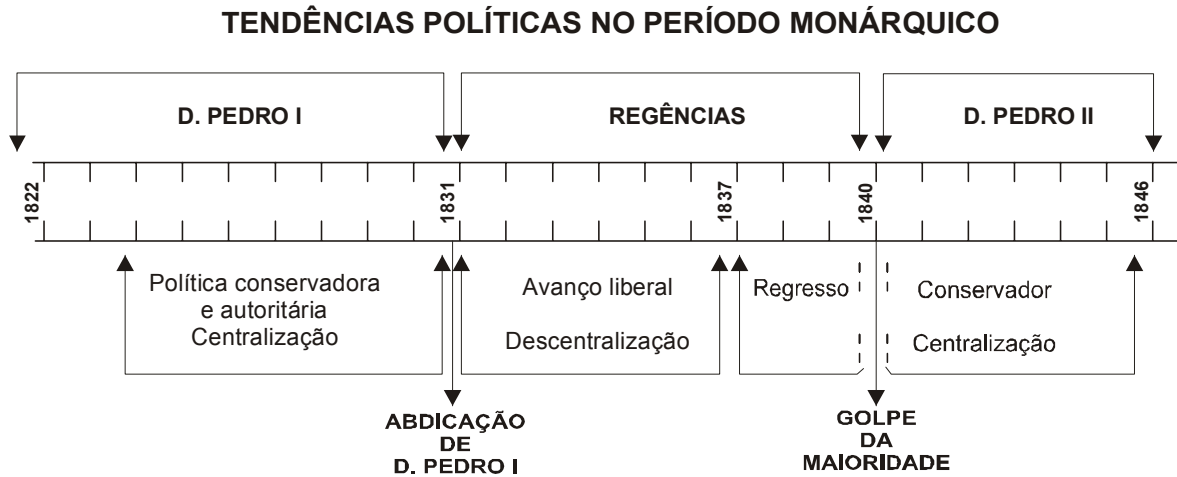 TENDÊNCIAS POLÍTICAS NO PERÍODO MONÁRQUICO
D. PEDRO I
REGÊNCIAS
D. PEDRO II
1822
1831
1837
1840
1846
Política conservadora
e autoritária
Centralização
Avanço liberal
Descentralização
Regresso
Conservador
Centralização
ABDICAÇÃO
DE
D. PEDRO I
GOLPE
DA
MAIORIDADE